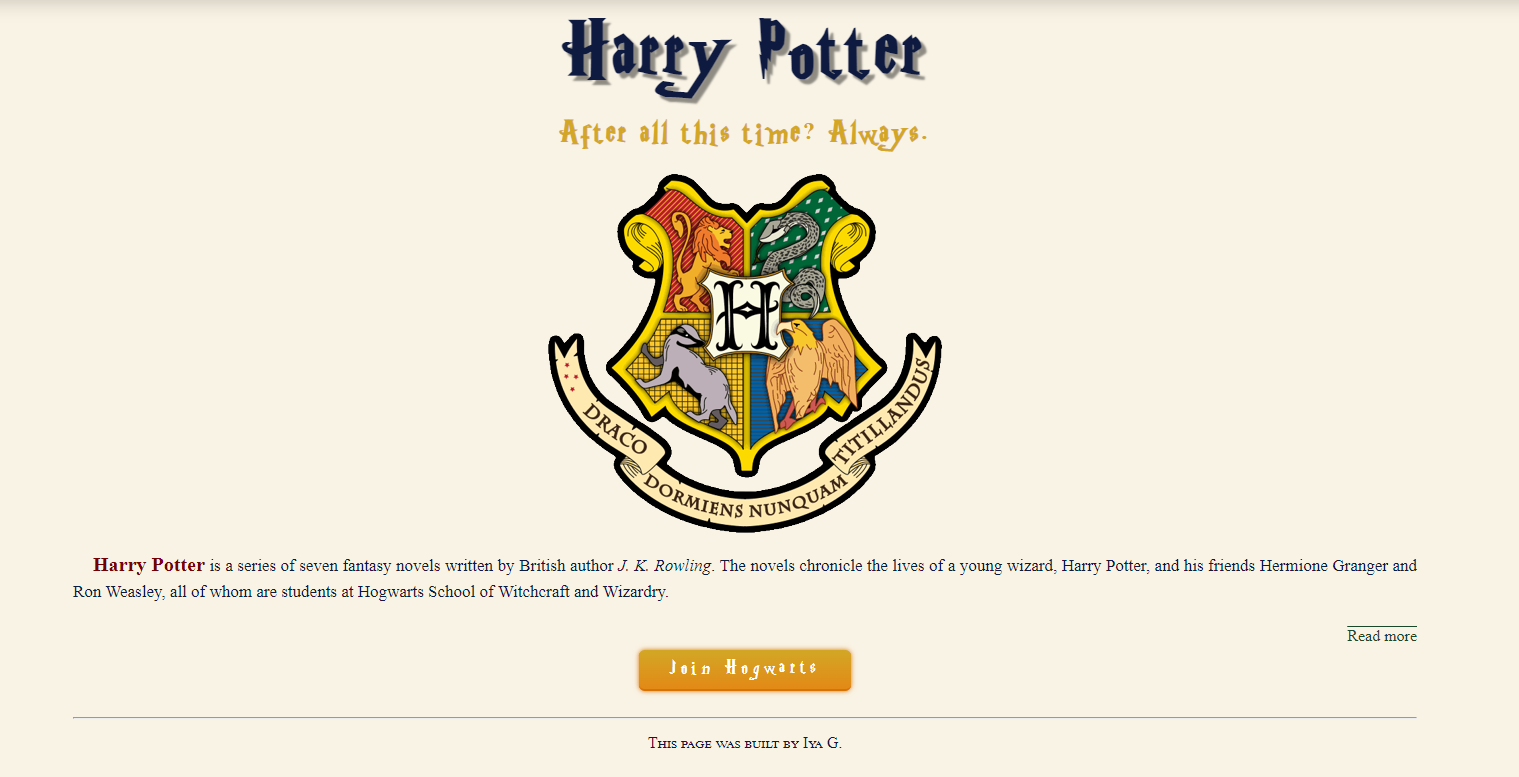 Harry Potter
After all this time? Always.
H
DRACO
DORMIENS NUNQUAM
TITILLANDUS
Harry Potter is a series of seven fantasy novels written by British author J. K. Rowling. The novels chronicle the lives of a young wizard, Harry Potter, and his friends Hermione Granger and
Ron Weasley, all of whom are students at Hogwarts School of Witchcraft and Wizardry.
Read more
Join Hogwarts
This page was built by Iya G.